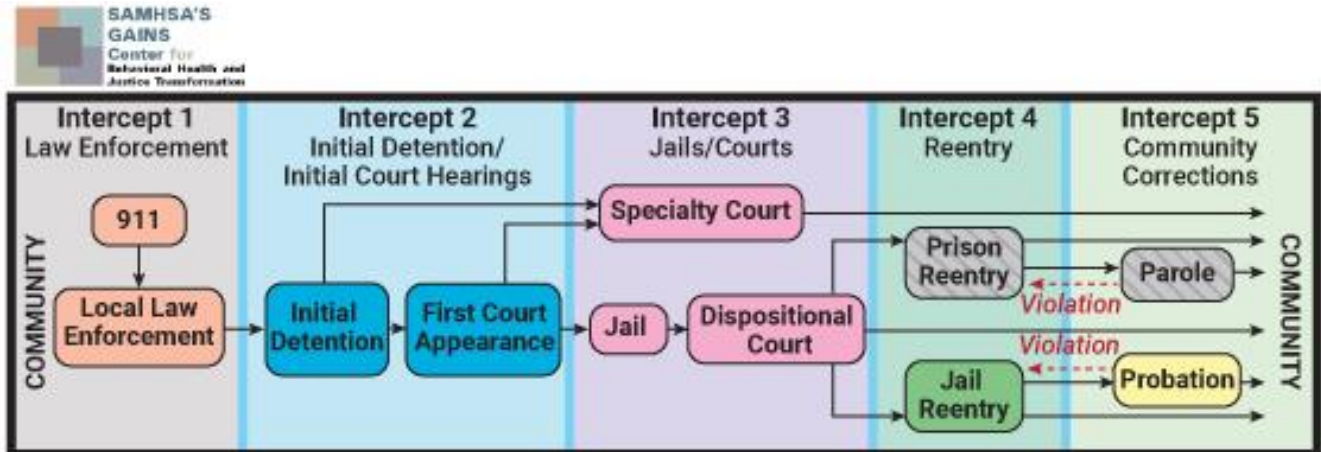 SAMHSA'S
GAINS
Center for
Behavioral Health and
Justice Transformation
Intercept 1
Law Enforcement
Intercept 2
Initial Detention/
Initial Court Hearings
Intercept 3
Jails/Courts
Intercept 4
Reentry
Intercept 5
Community
Corrections
COMMUNITY
911
Local Law
Enforcement
Initial
Detention
First Court
Appearance
Specialty Court
Jail
Dispositional
Court
Prison
Reentry
Parole
Violation
Violation
Jail
Reentry
Probation
COMMUNITY